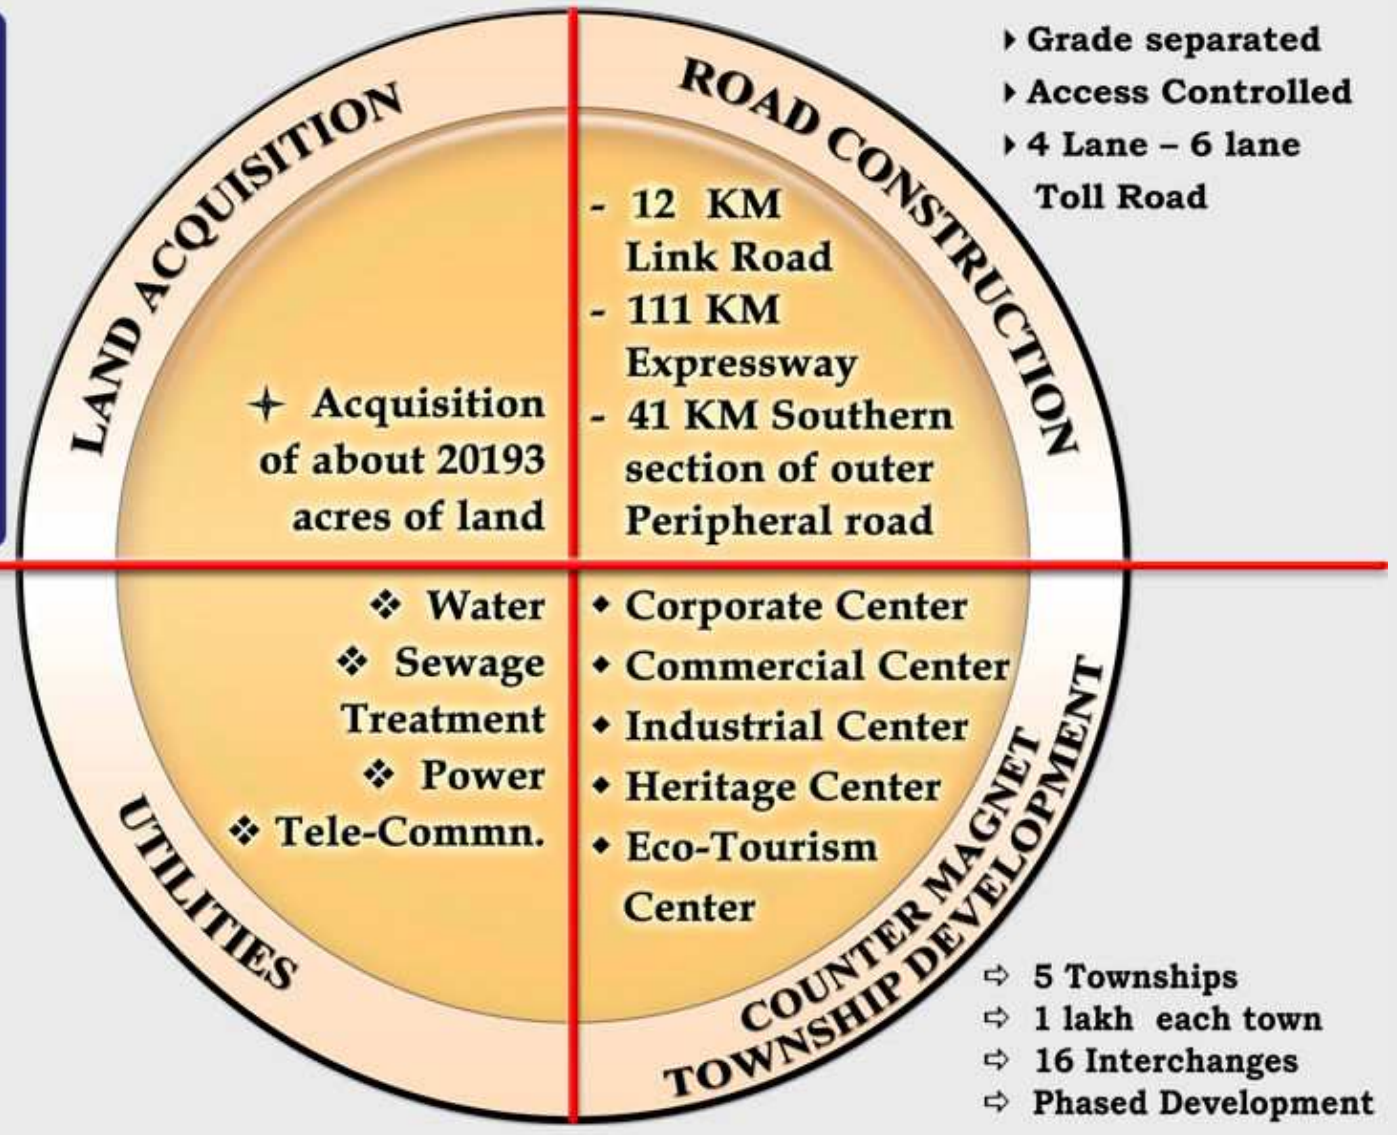 LAND ACQUISITION
✦ Acquisition
of about 20193
acres of land
ROAD CONSTRUCTION
- 12 KM
Link Road
- 111 KM
Expressway
- 41 KM Southern
section of outer
Peripheral road
‣ Grade separated
‣ Access Controlled
‣ 4 Lane – 6 lane
Toll Road
UTILITIES
❖ Water
❖ Sewage
Treatment
❖ Power
❖ Tele-Commn.
◆ Corporate Center
◆ Commercial Center
◆ Industrial Center
◆ Heritage Center
◆ Eco-Tourism
Center
COUNTER MAGNET
TOWNSHIP DEVELOPMENT
⇨ 5 Townships
⇨ 1 lakh each town
⇨ 16 Interchanges
⇨ Phased Development